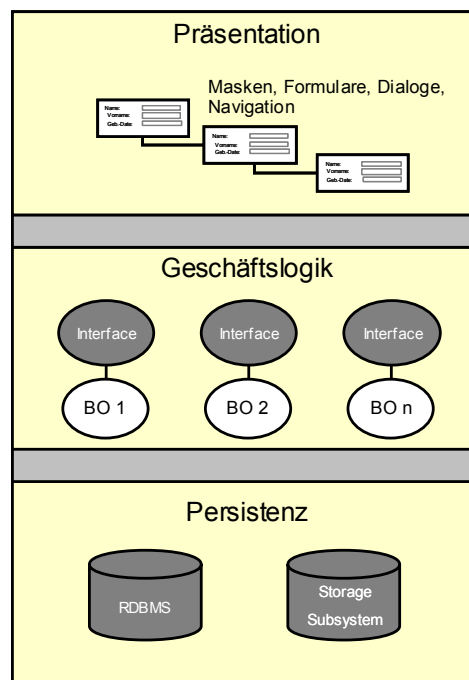 Präsentation
Masken, Formulare, Dialoge,
Navigation
Name:
Vorname:
Geb.-Date:
Name:
Vorname:
Geb.-Date:
Name:
Vorname:
Geb.-Date:
Geschäftslogik
Interface
Interface
Interface
BO 1
BO 2
BO n
Persistenz
RDBMS
Storage
Subsystem